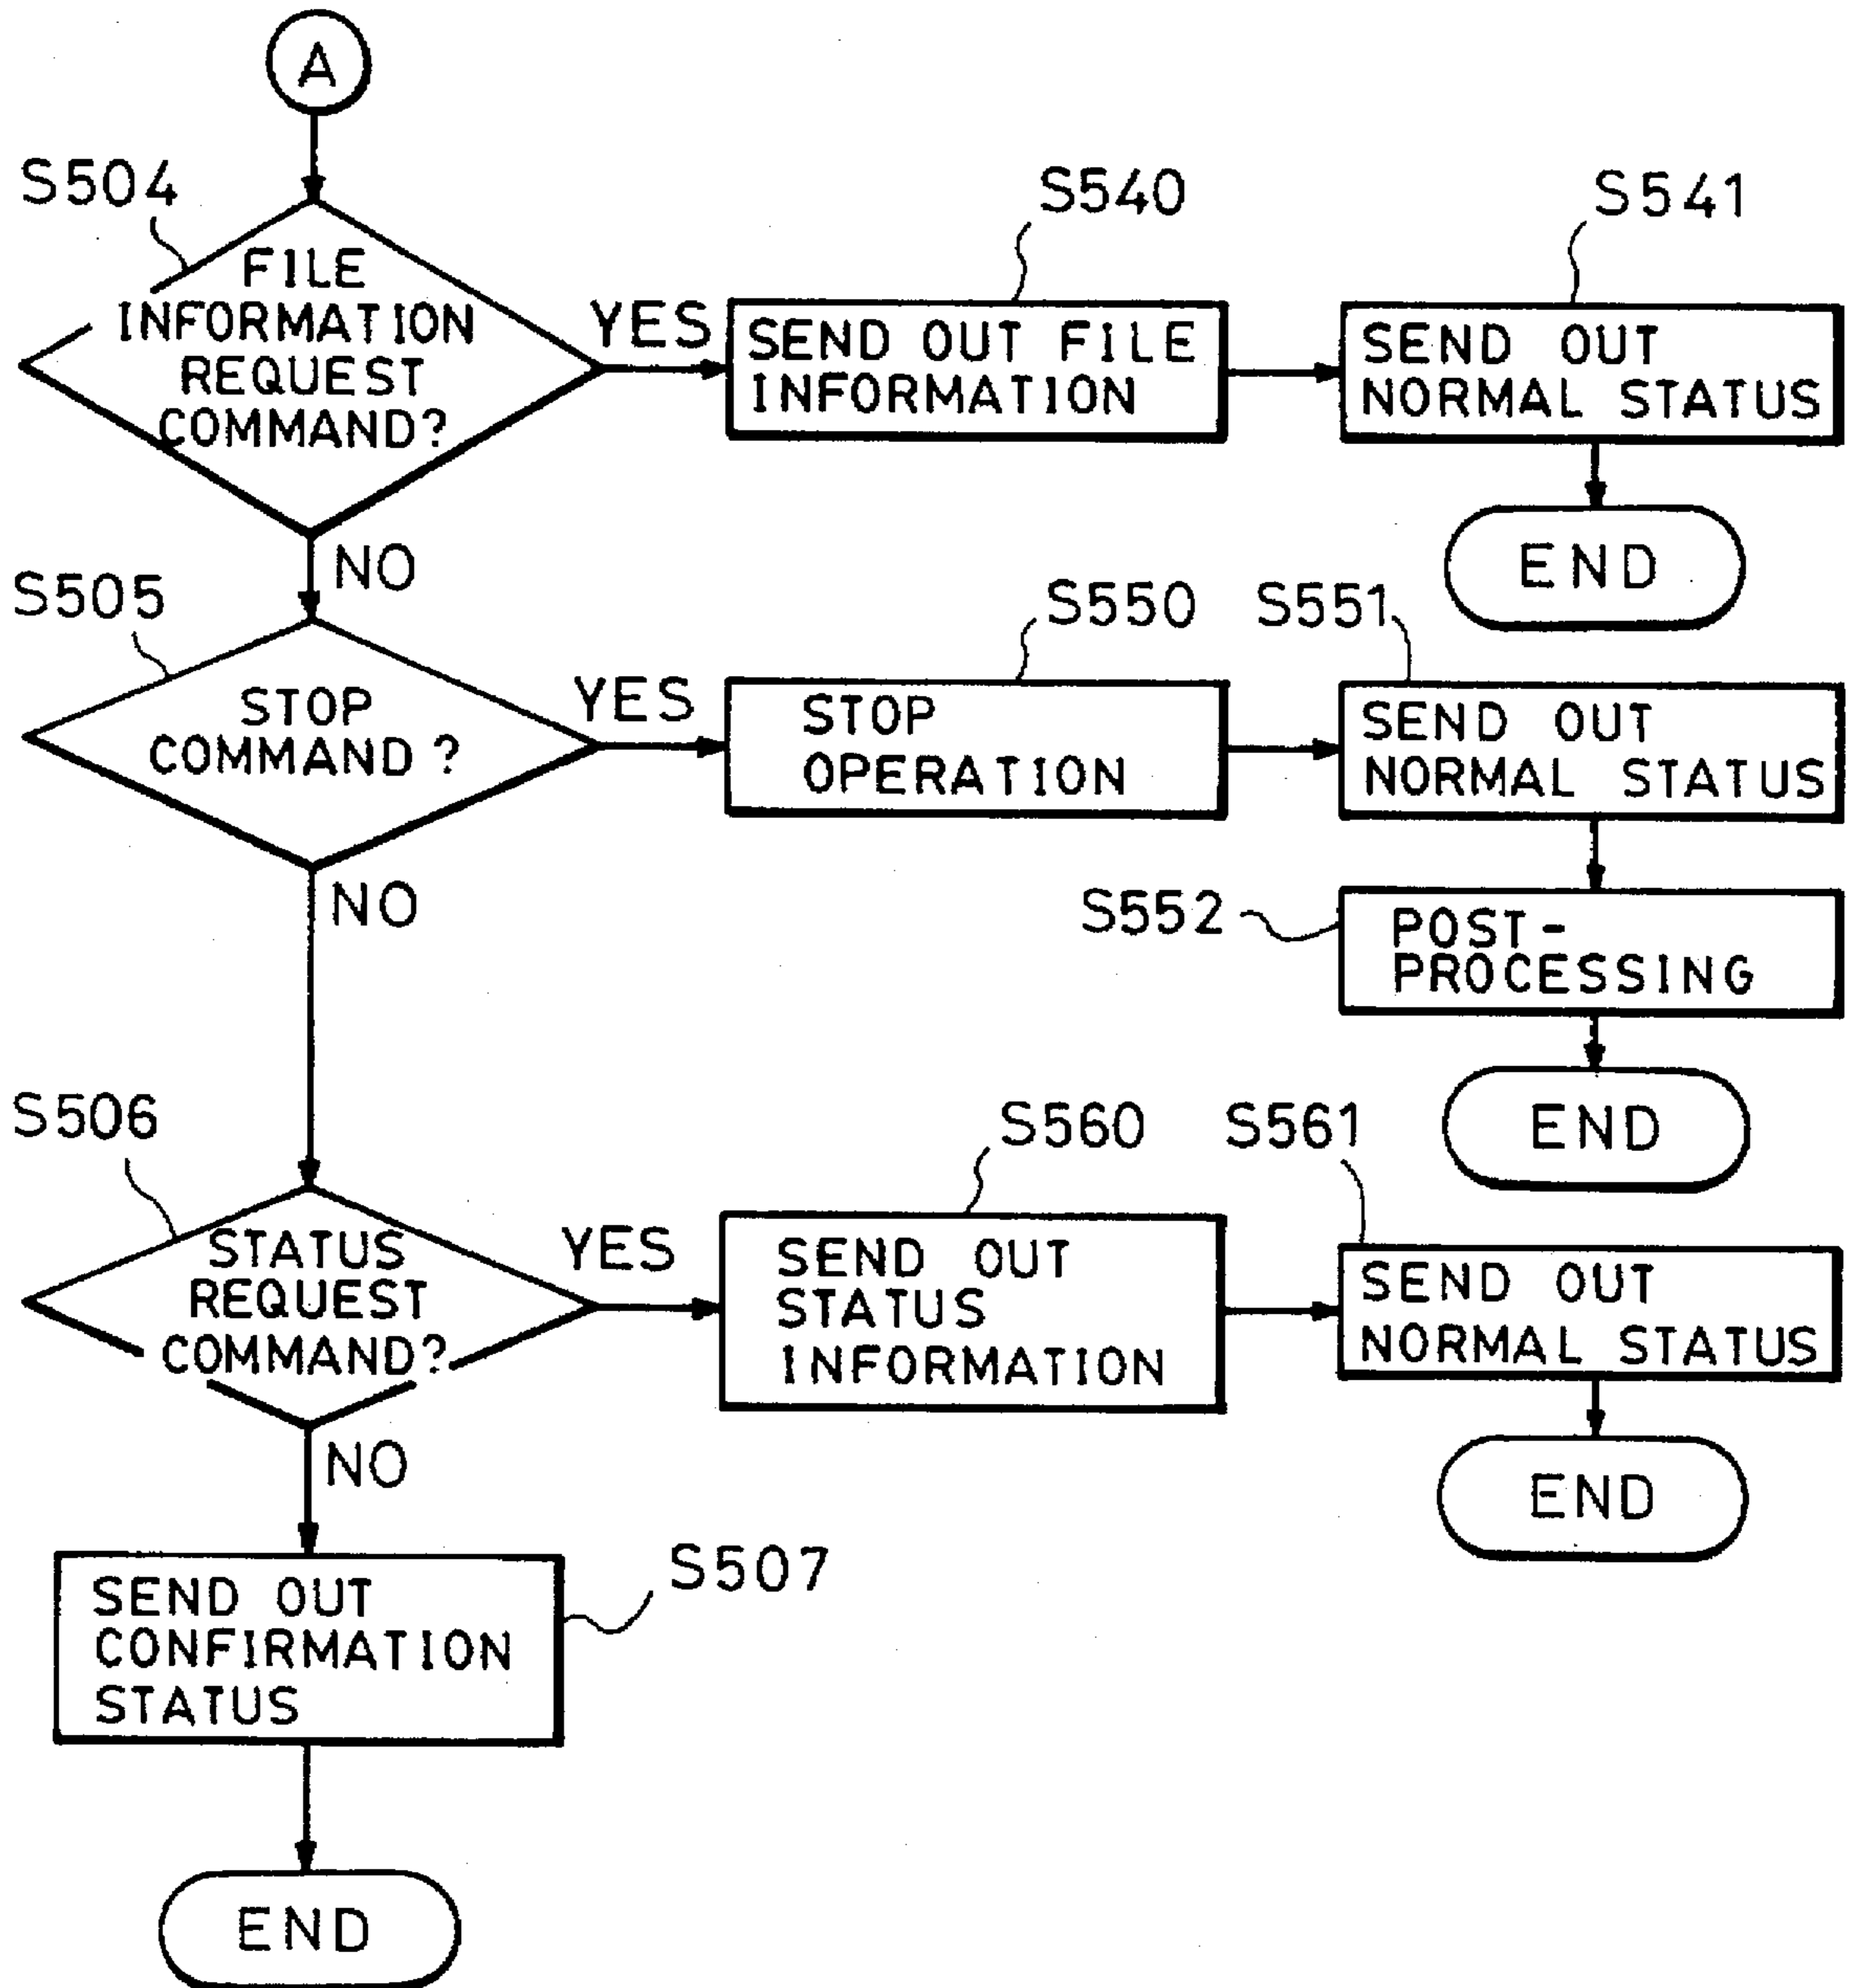 A
S504
FILE
INFORMATION
REQUEST
COMMAND?
YES
S540
SEND OUT FILE
INFORMATION
S541
SEND OUT
NORMAL STATUS
END
NO
S505
STOP
COMMAND?
YES
S550
STOP
OPERATION
S551
SEND OUT
NORMAL STATUS
S552
POST-
PROCESSING
END
NO
S506
STATUS
REQUEST
COMMAND?
YES
S560
SEND OUT
STATUS
INFORMATION
S561
SEND OUT
NORMAL STATUS
END
NO
S507
SEND OUT
CONFIRMATION
STATUS
END